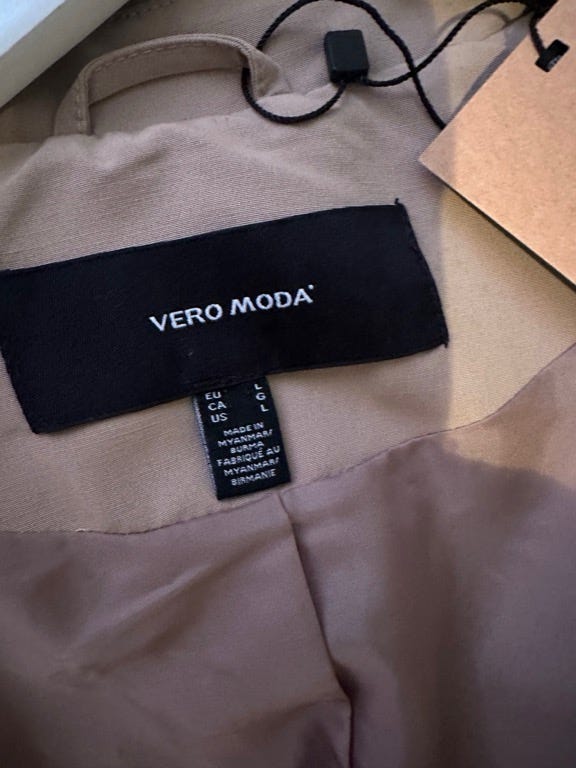 VERO MODA
EU L
CA G
US L
MADE IN
MYANMAR/
BURMA
FABRIQUÉ AU
MYANMAR/
BIRMANIE